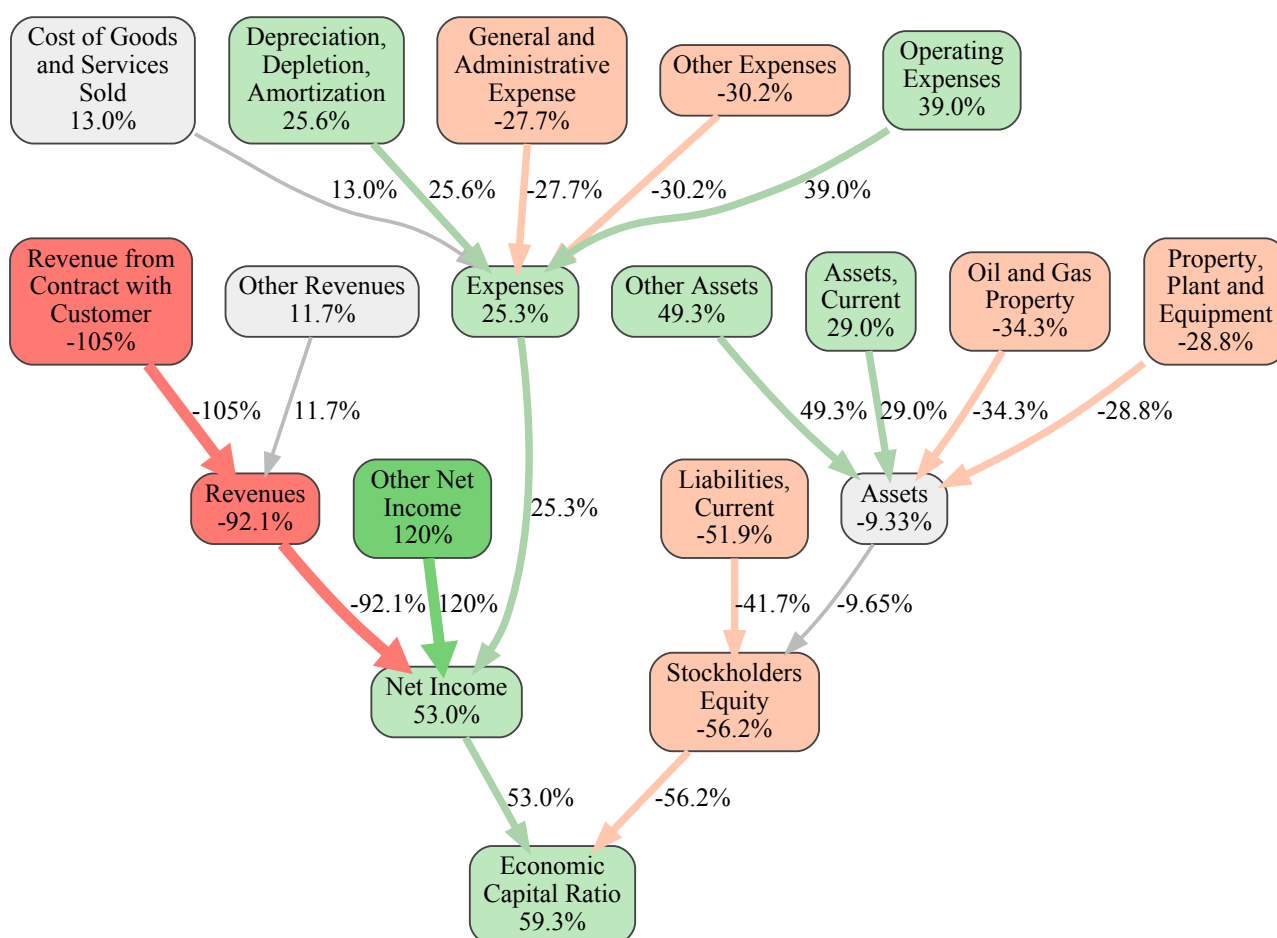 Cost of Goods
and Services
Sold
13.0%
Depreciation,
Depletion,
Amortization
25.6%
General and
Administrative
Expense
-27.7%
Other Expenses
-30.2%
Operating
Expenses
39.0%
13.0%
25.6%
-27.7%
-30.2%
39.0%
Revenue from
Contract with
Customer
-105%
Other Revenues
11.7%
Expenses
25.3%
Other Assets
49.3%
Assets,
Current
29.0%
Oil and Gas
Property
-34.3%
Property,
Plant and
Equipment
-28.8%
-105%
11.7%
25.3%
49.3%
29.0%
-34.3%
-28.8%
Revenues
-92.1%
Other Net
Income
120%
Liabilities,
Current
-51.9%
Assets
-9.33%
-92.1%
120%
-41.7%
-9.65%
Net Income
53.0%
Stockholders
Equity
-56.2%
53.0%
-56.2%
Economic
Capital Ratio
59.3%